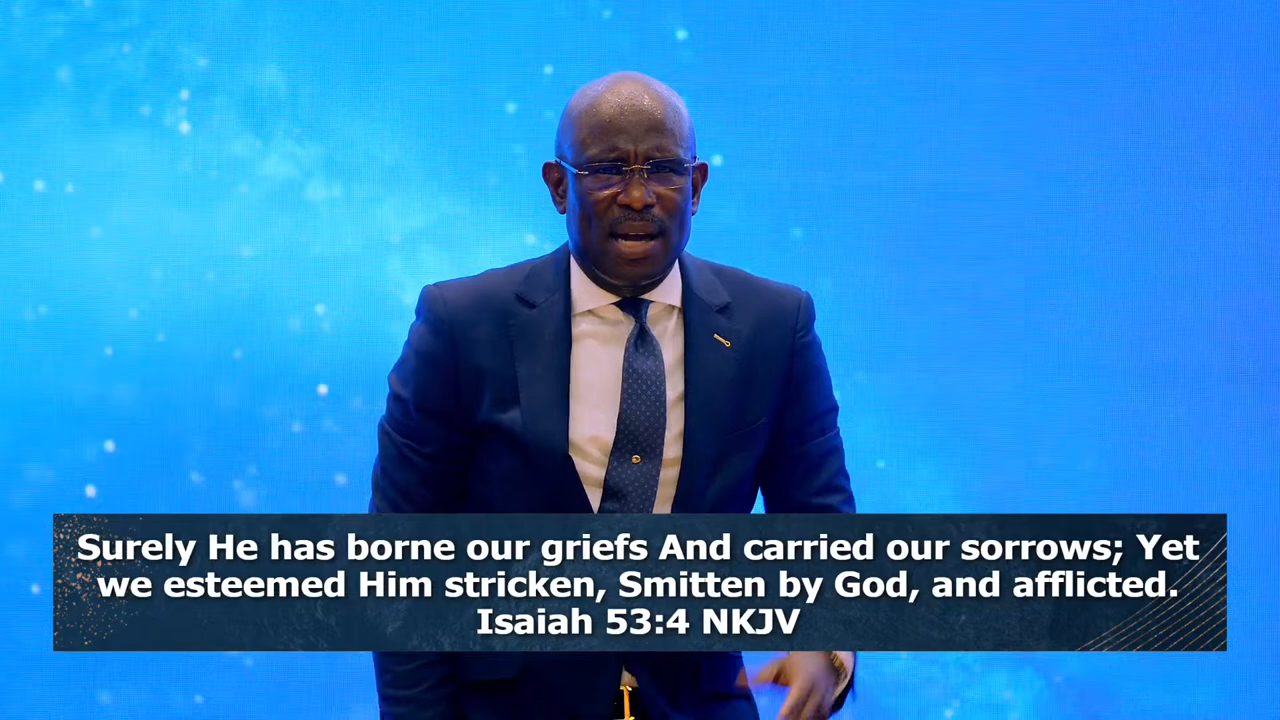 Surely He has borne our griefs And carried our sorrows; Yet
we esteemed Him stricken, Smitten by God, and afflicted.
Isaiah 53:4 NKJV